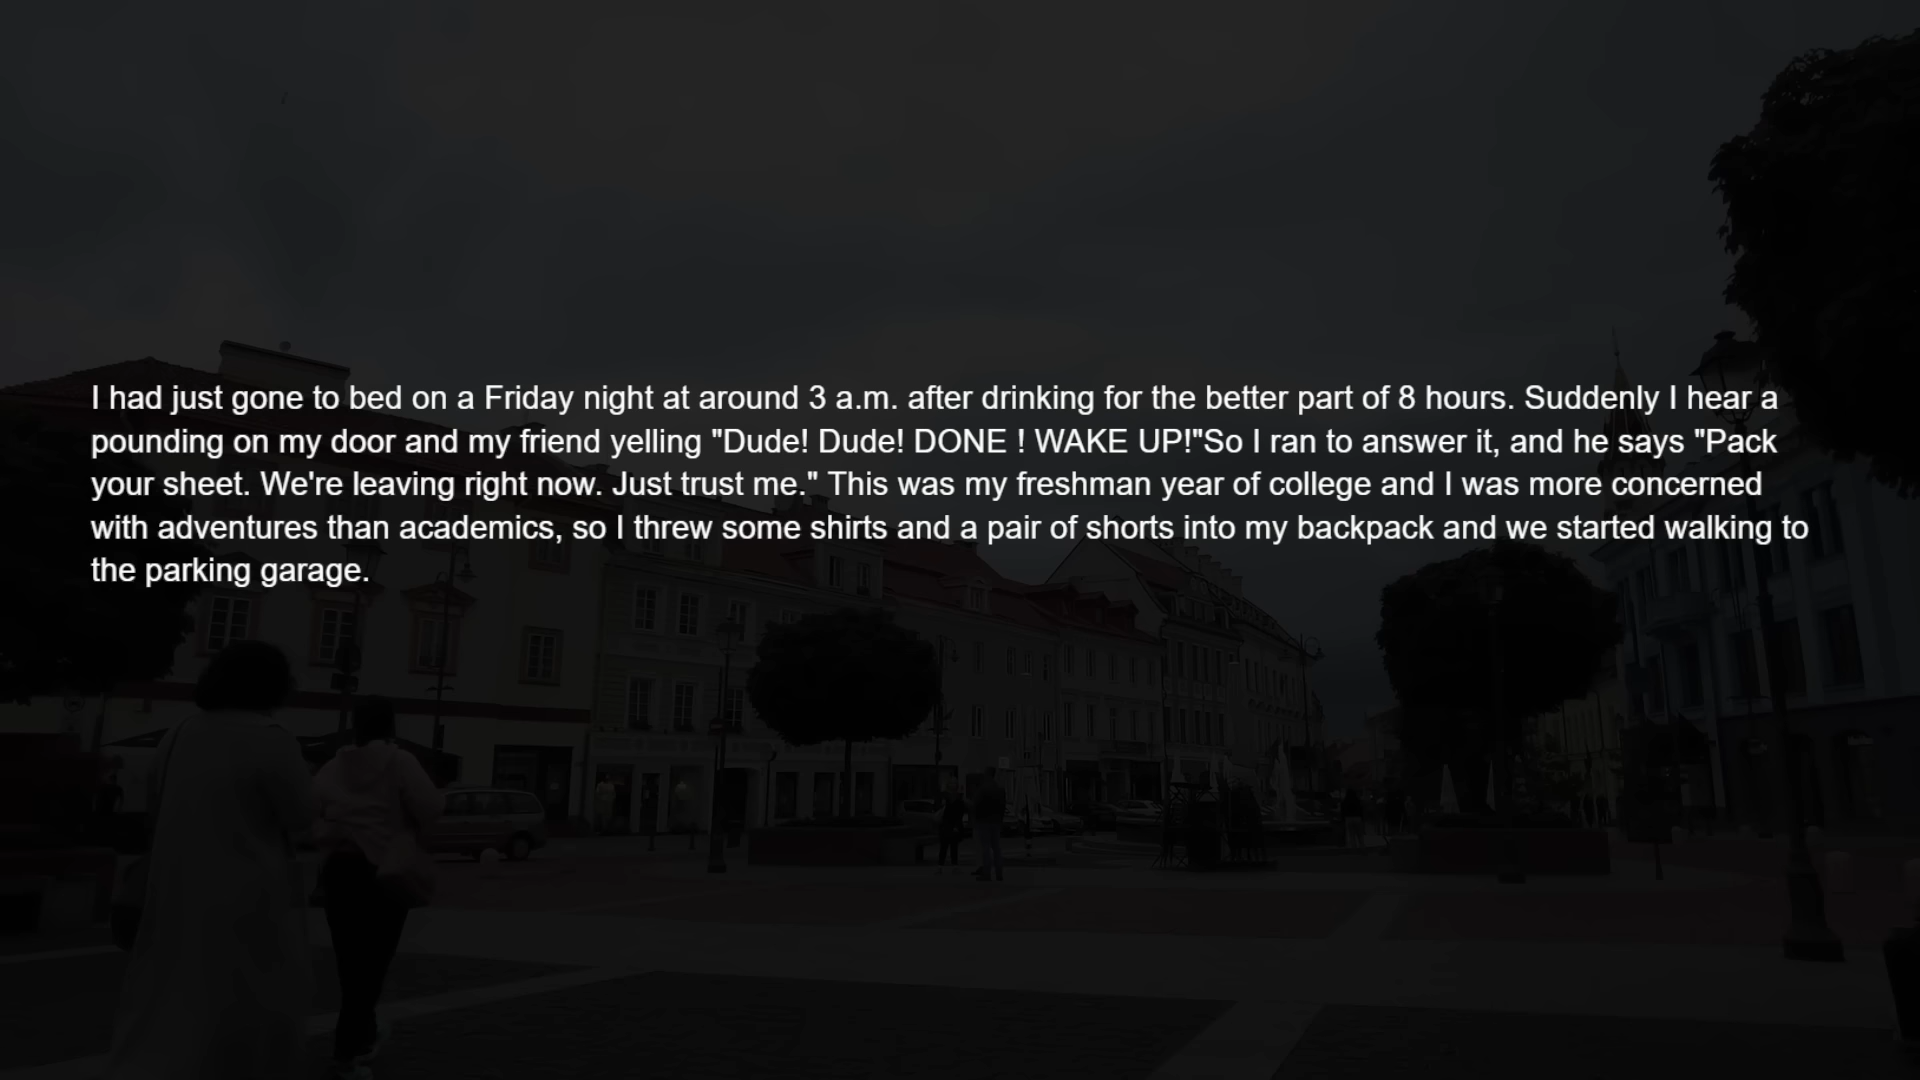 I had just gone to bed on a Friday night at around 3 a.m. after drinking for the better part of 8 hours. Suddenly I hear a
pounding on my door and my friend yelling "Dude! Dude! DONE ! WAKE UP!"So I ran to answer it, and he says "Pack
your sheet. We're leaving right now. Just trust me." This was my freshman year of college and I was more concerned
with adventures than academics, so I threw some shirts and a pair of shorts into my backpack and we started walking to
the parking garage.